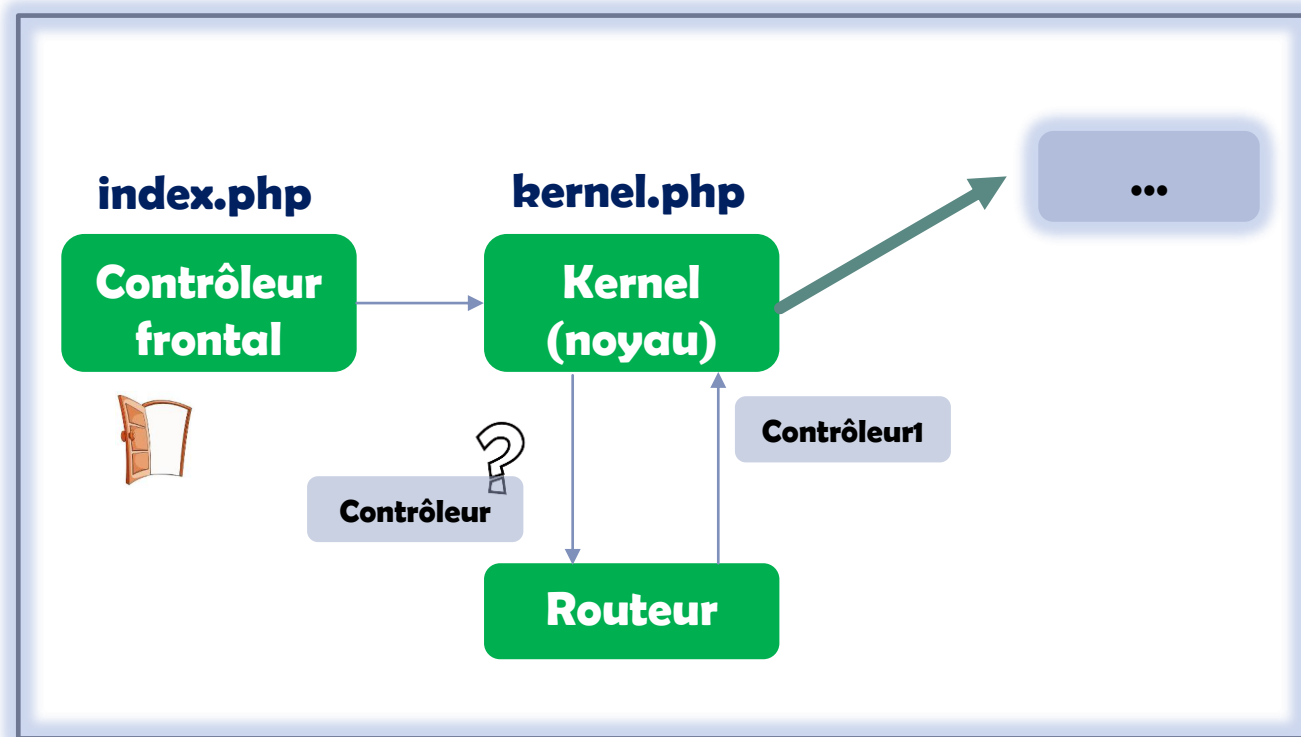 index.php
kernel.php
...
Contrôleur
frontal
Kernel
(noyau)
?
Contrôleur
Contrôleur1
Routeur